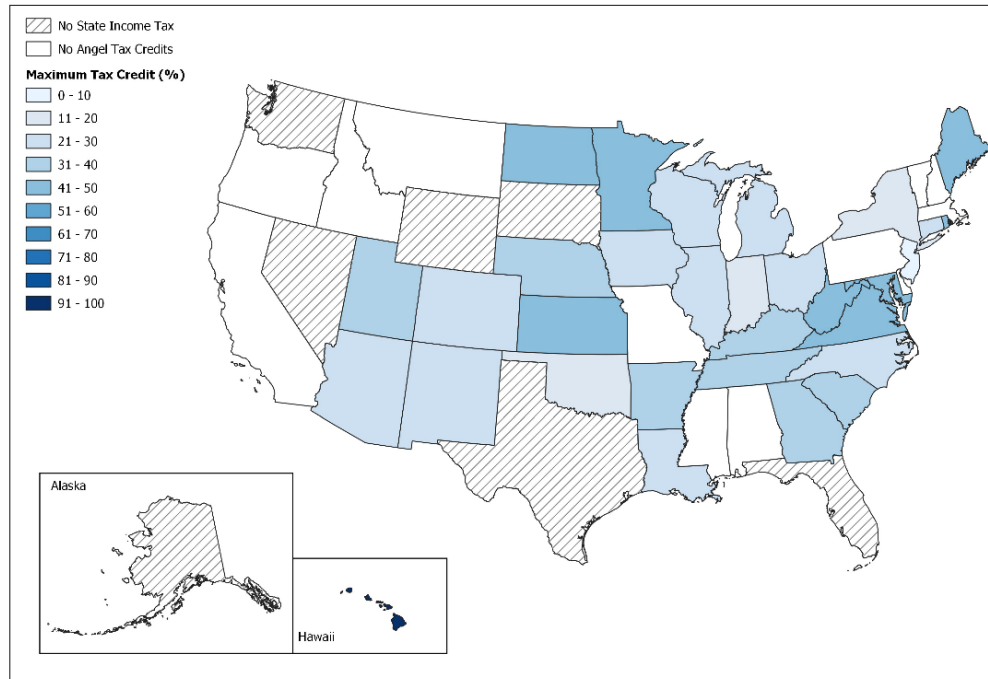 No State Income Tax
No Angel Tax Credits
Maximum Tax Credit (%)
0 - 10
11 - 20
21 - 30
31 - 40
41 - 50
51 - 60
61 - 70
71 - 80
81 - 90
91 - 100
Alaska
Hawaii